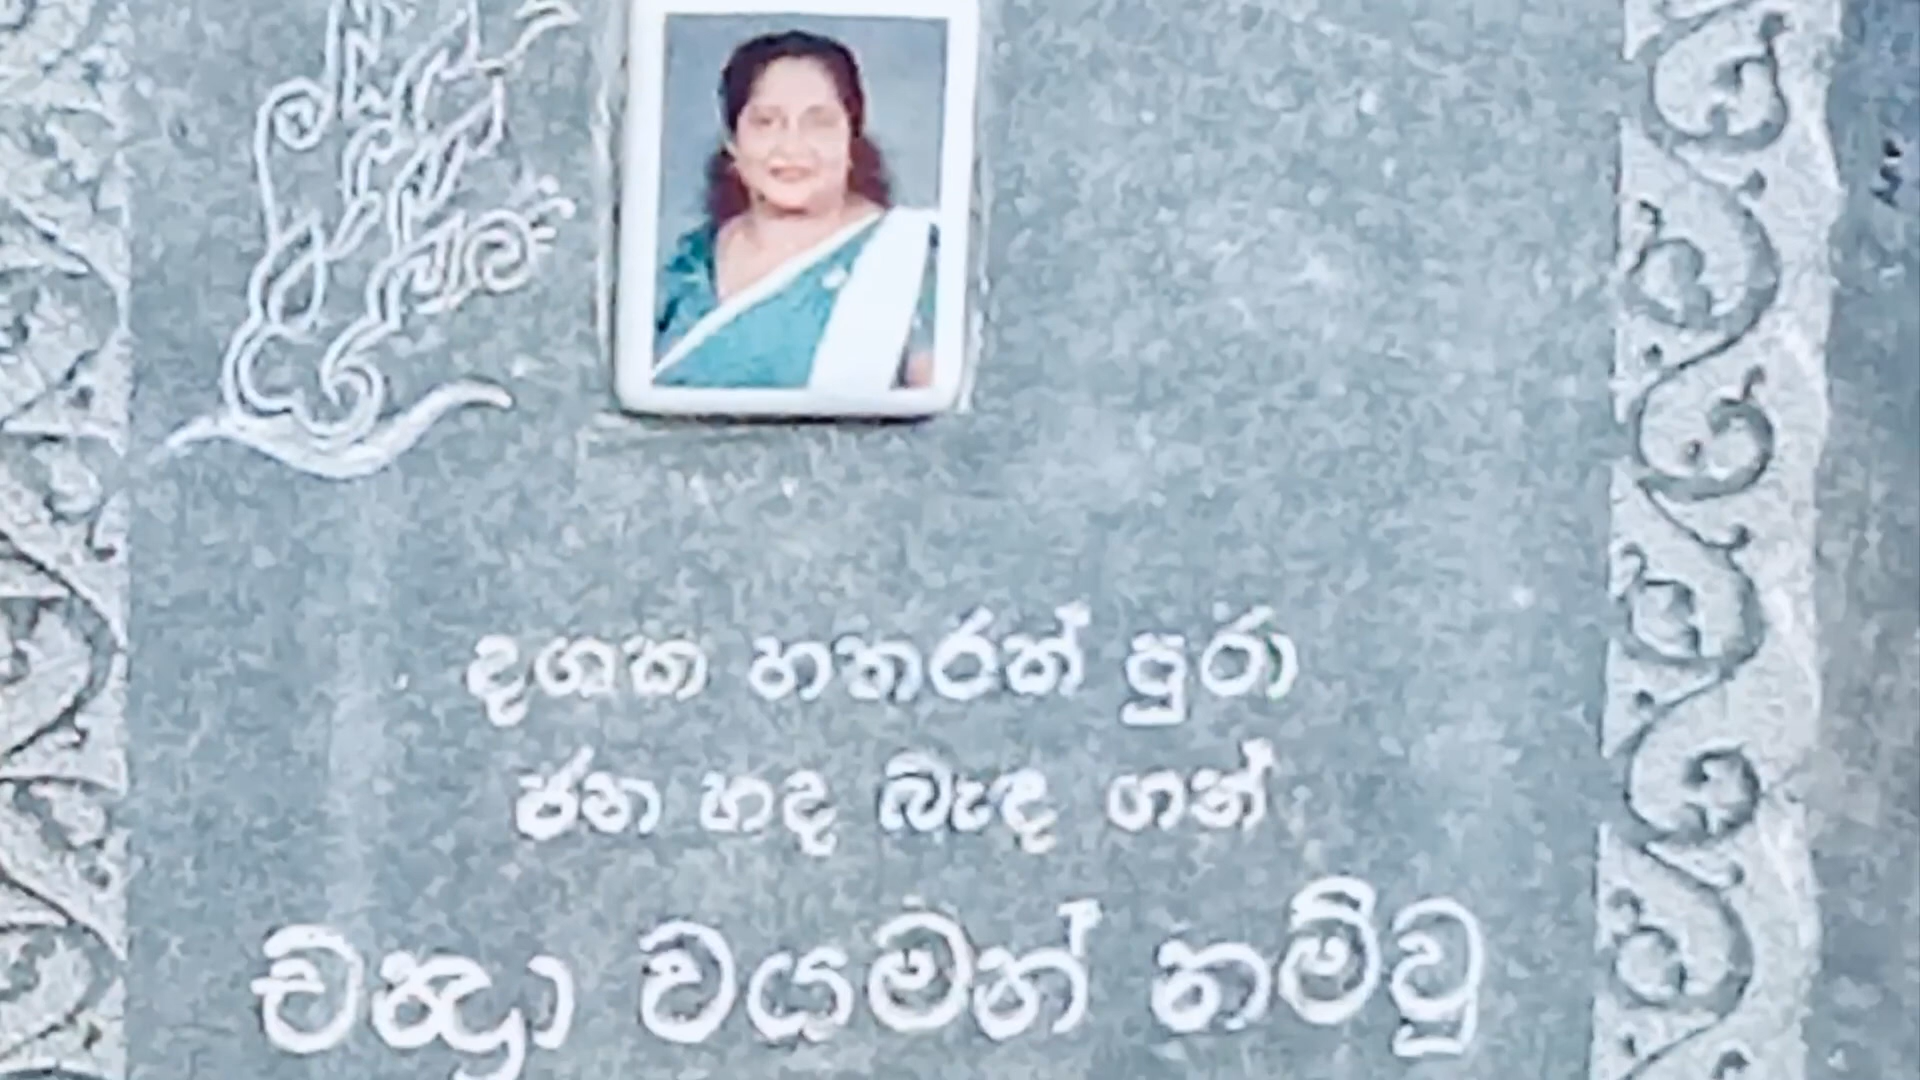 දශක හතරක් පුරා
ජන හද බැඳ ගත්
චන්ද්‍රා වයමන් නම්වූ